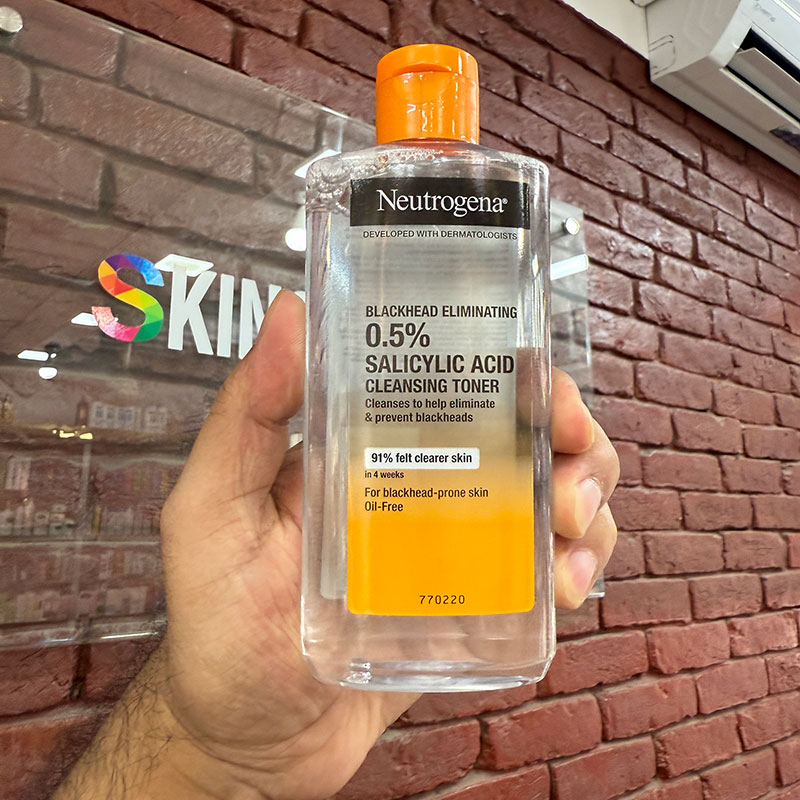 Neutrogena®
DEVELOPED WITH DERMATOLOGISTS
BLACKHEAD ELIMINATING
0.5%
SALICYLIC ACID
CLEANSING TONER
Cleanses to help eliminate
& prevent blackheads
91% felt clearer skin
in 4 weeks
For blackhead-prone skin
Oil-Free
770220
SKIN